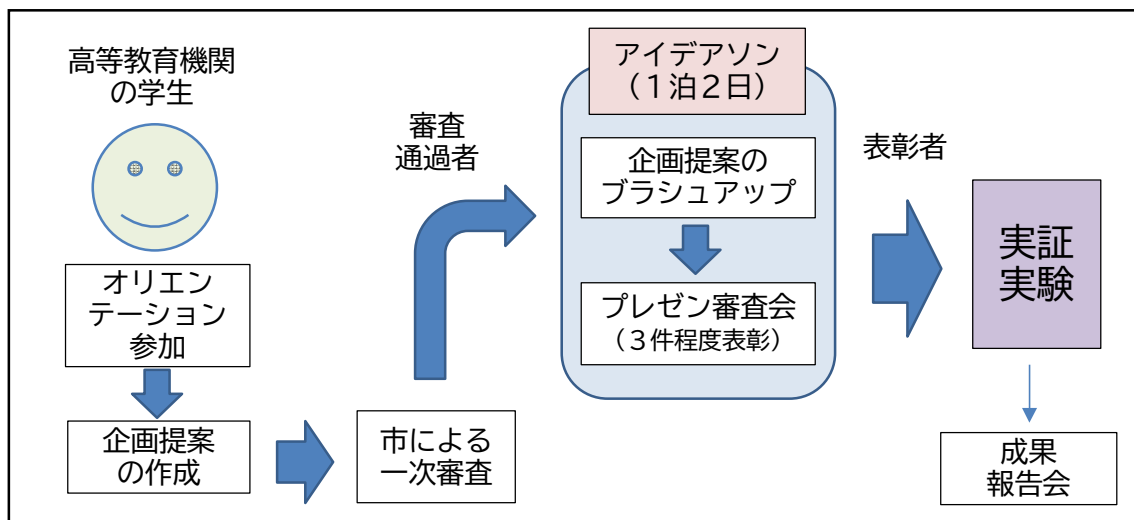 高等教育機関
の学生
オリエン
テーション
参加
企画提案
の作成
市による
一次審査
審査
通過者
アイデアソン
（１泊２日）
企画提案の
ブラシュアップ
プレゼン審査会
（３件程度表彰）
表彰者
実証
実験
成果
報告会